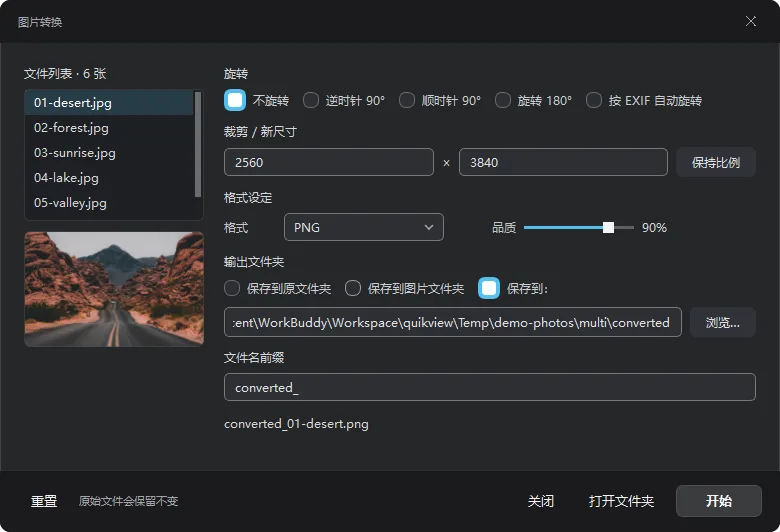 图片转换
文件列表 · 6 张
01-desert.jpg
02-forest.jpg
03-sunrise.jpg
04-lake.jpg
05-valley.jpg
旋转
不旋转 逆时针 90° 顺时针 90° 旋转 180° 按 EXIF 自动旋转
裁剪 / 新尺寸
2560 × 3840 保持比例
格式设定
格式 PNG 品质 90%
输出文件夹
保存到原文件夹 保存到图片文件夹 保存到:
:ent\WorkBuddy\Workspace\quikview\Temp\demo-photos\multi\converted 浏览...
文件名前缀
converted_
converted_01-desert.png
重置 原始文件会保留不变 关闭 打开文件夹 开始